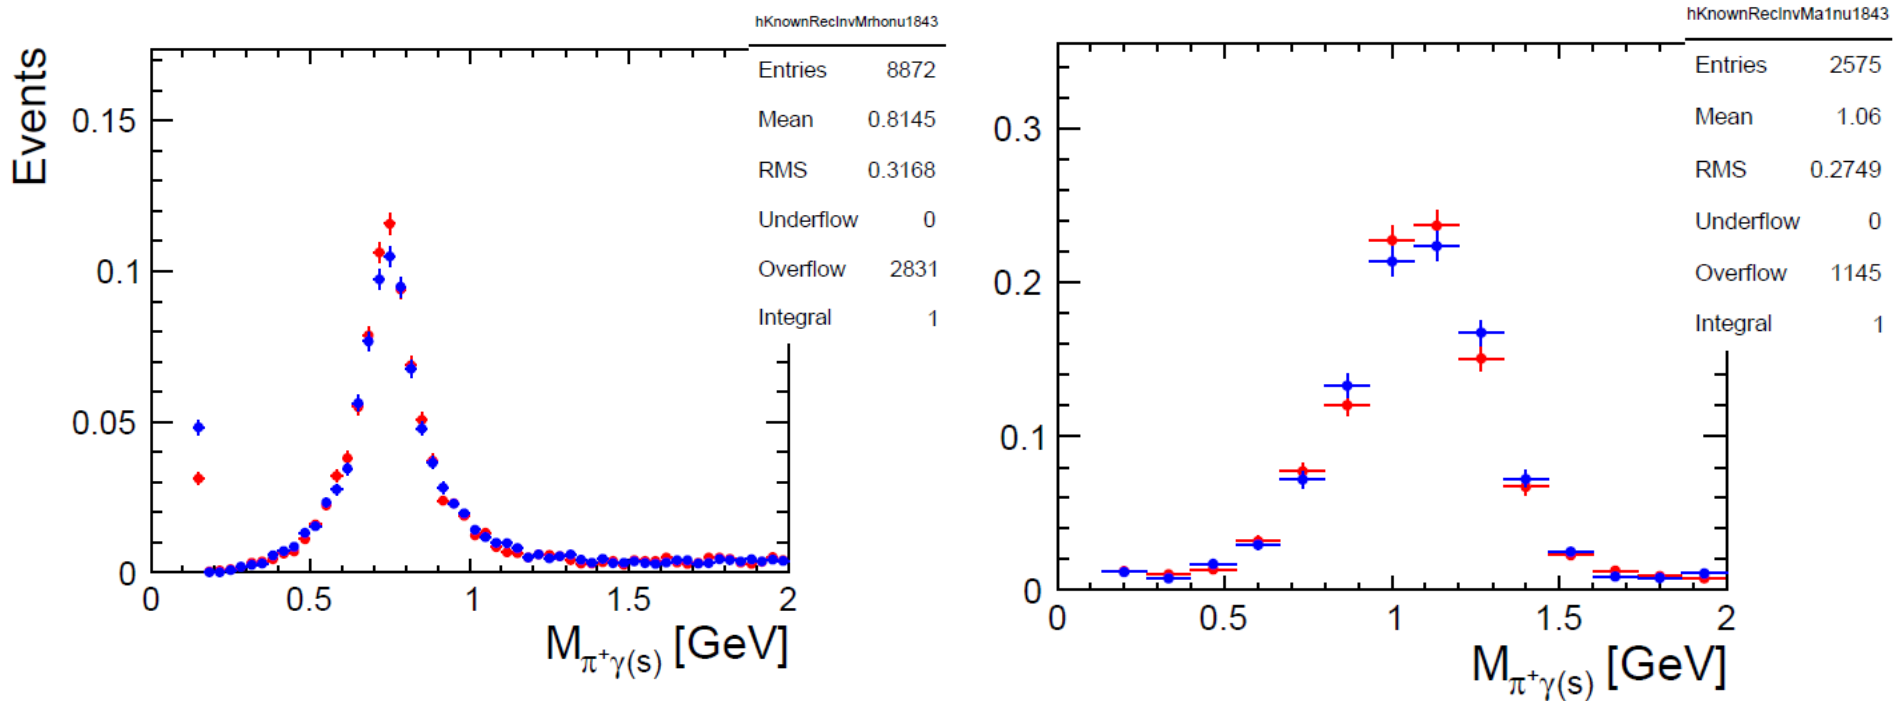 hKnownRecInvMrhonu1843
Entries 8872
Mean 0.8145
RMS 0.3168
Underflow 0
Overflow 2831
Integral 1
Events
0.15
0.1
0.05
0
0 0.5 1 1.5 2
Mπ+γ(s) [GeV]
hKnownRecInvMa1nu1843
Entries 2575
Mean 1.06
RMS 0.2749
Underflow 0
Overflow 1145
Integral 1
0.3
0.2
0.1
0
0 0.5 1 1.5 2
Mπ+γ(s) [GeV]